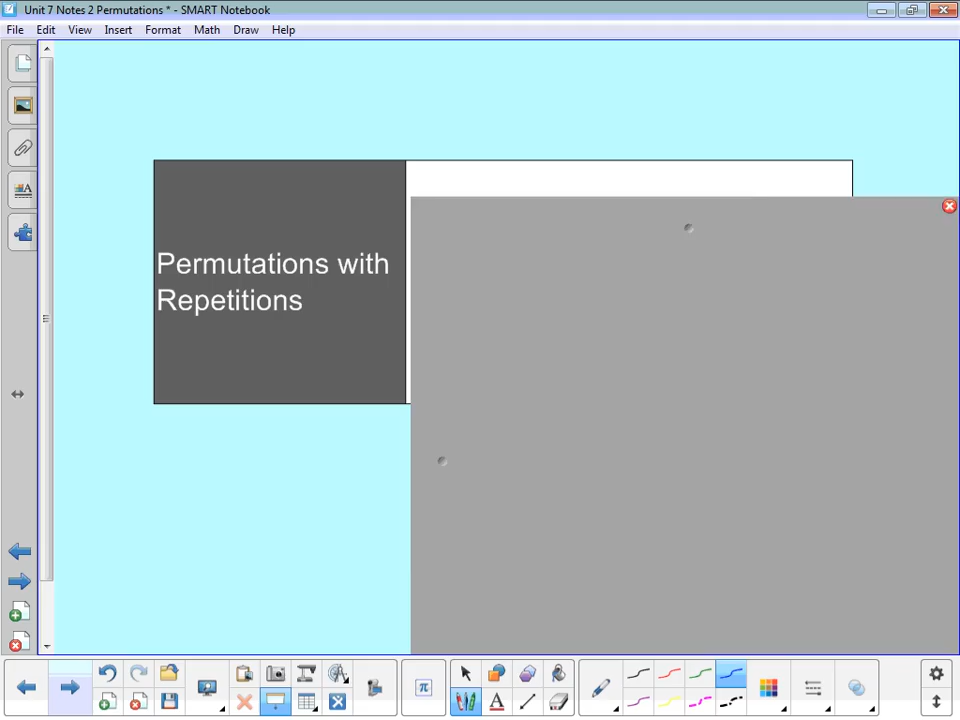 Unit 7 Notes 2 Permutations * - SMART Notebook
File Edit View Insert Format Math Draw Help
Permutations with
Repetitions